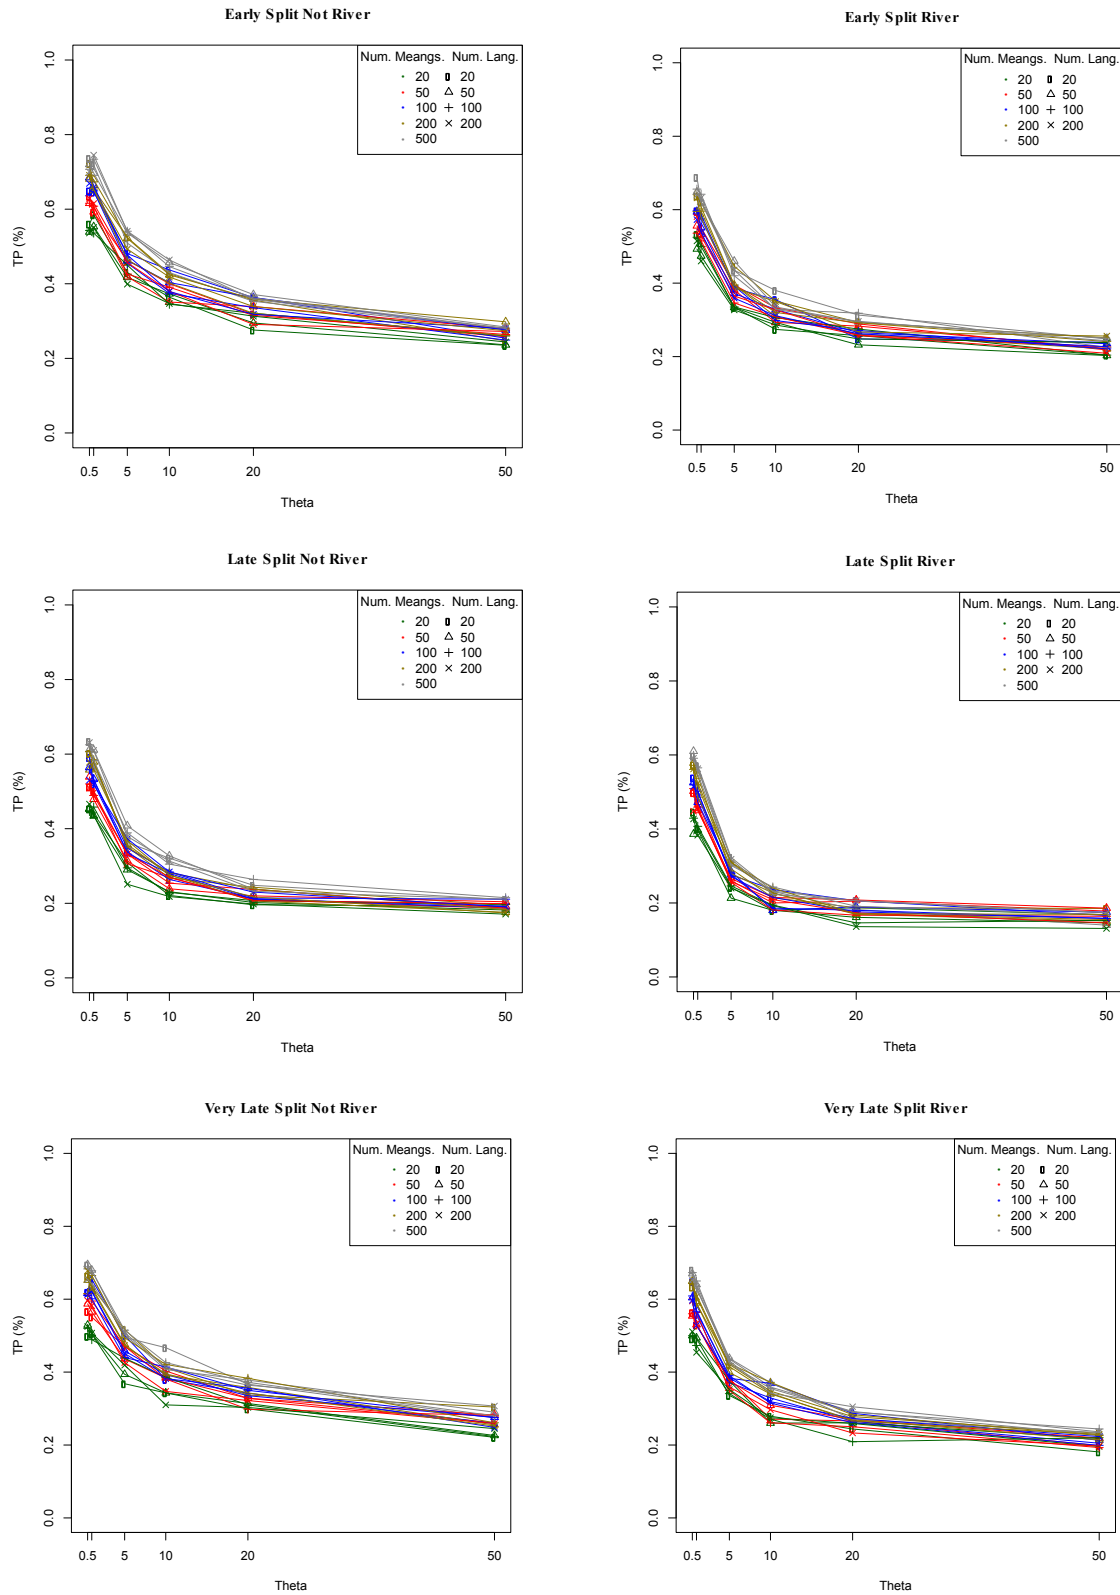 Early Split Not River
Num. Meangs. Num. Lang.
20 20
50 50
100 100
200 200
500
TP (%)
0.0 0.2 0.4 0.6 0.8 1.0
0.5 5 10 20 50
Theta
Early Split River
Num. Meangs. Num. Lang.
20 20
50 50
100 100
200 200
500
TP (%)
0.0 0.2 0.4 0.6 0.8 1.0
0.5 5 10 20 50
Theta
Late Split Not River
Num. Meangs. Num. Lang.
20 20
50 50
100 100
200 200
500
TP (%)
0.0 0.2 0.4 0.6 0.8 1.0
0.5 5 10 20 50
Theta
Late Split River
Num. Meangs. Num. Lang.
20 20
50 50
100 100
200 200
500
TP (%)
0.0 0.2 0.4 0.6 0.8 1.0
0.5 5 10 20 50
Theta
Very Late Split Not River
Num. Meangs. Num. Lang.
20 20
50 50
100 100
200 200
500
TP (%)
0.0 0.2 0.4 0.6 0.8 1.0
0.5 5 10 20 50
Theta
Very Late Split River
Num. Meangs. Num. Lang.
20 20
50 50
100 100
200 200
500
TP (%)
0.0 0.2 0.4 0.6 0.8 1.0
0.5 5 10 20 50
Theta